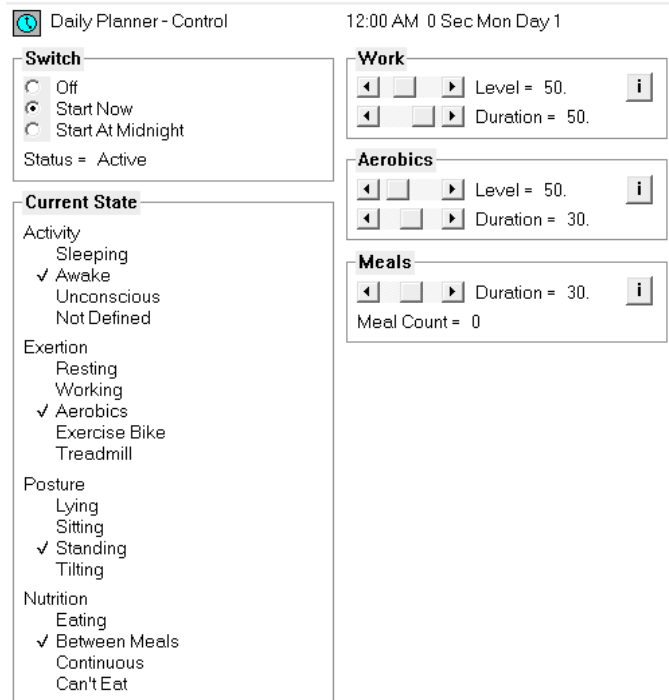 Daily Planner - Control
12:00 AM 0 Sec Mon Day 1
Switch
Off
Start Now
Start At Midnight
Status = Active
Current State
Activity
Sleeping
√ Awake
Unconscious
Not Defined
Exertion
Resting
Working
√ Aerobics
Exercise Bike
Treadmill
Posture
Lying
Sitting
√ Standing
Tilting
Nutrition
Eating
√ Between Meals
Continuous
Can't Eat
Work
Level = 50.
i
Duration = 50.
Aerobics
Level = 50.
i
Duration = 30.
Meals
Duration = 30.
i
Meal Count = 0